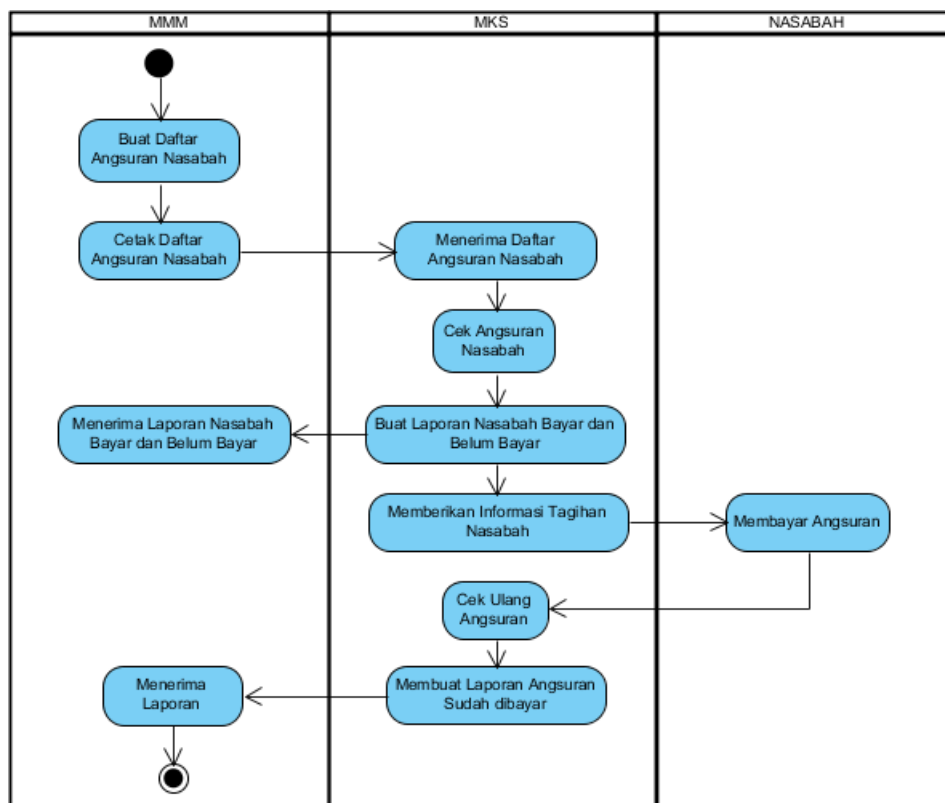 MMM
MKS
NASABAH
Buat Daftar
Angsuran Nasabah
Cetak Daftar
Angsuran Nasabah
Menerima Daftar
Angsuran Nasabah
Cek Angsuran
Nasabah
Buat Laporan Nasabah Bayar dan
Belum Bayar
Menerima Laporan Nasabah
Bayar dan Belum Bayar
Memberikan Informasi Tagihan
Nasabah
Membayar Angsuran
Cek Ulang
Angsuran
Membuat Laporan Angsuran
Sudah dibayar
Menerima
Laporan